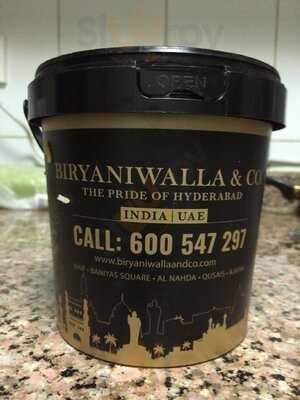 OPEN
BIRYANIWALLA & CO
THE PRIDE OF HYDERABAD
INDIA | UAE
CALL: 600 547 297
www.biryaniwallaandco.com
BANIYAS SQUARE • AL NAHDA • QUSAIS •